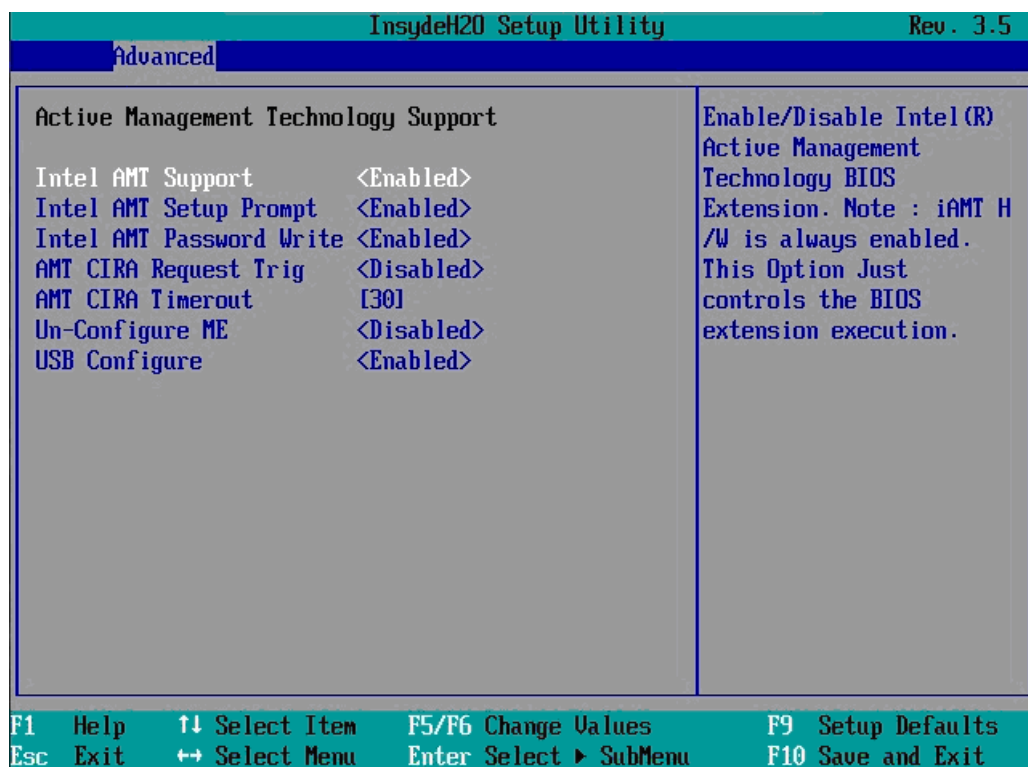 InsydeH20 Setup Utility Rev. 3.5
Advanced
Active Management Technology Support
Intel AMT Support <Enabled>
Intel AMT Setup Prompt <Enabled>
Intel AMT Password Write <Enabled>
AMT CIRA Request Trig <Disabled>
AMT CIRA Timerout [30]
Un-Configure ME <Disabled>
USB Configure <Enabled>
Enable/Disable Intel(R)
Active Management
Technology BIOS
Extension. Note : iAMT H
/W is always enabled.
This Option Just
controls the BIOS
extension execution.
F1 Help ↑↓ Select Item F5/F6 Change Values F9 Setup Defaults
Esc Exit ↔ Select Menu Enter Select ▶ SubMenu F10 Save and Exit